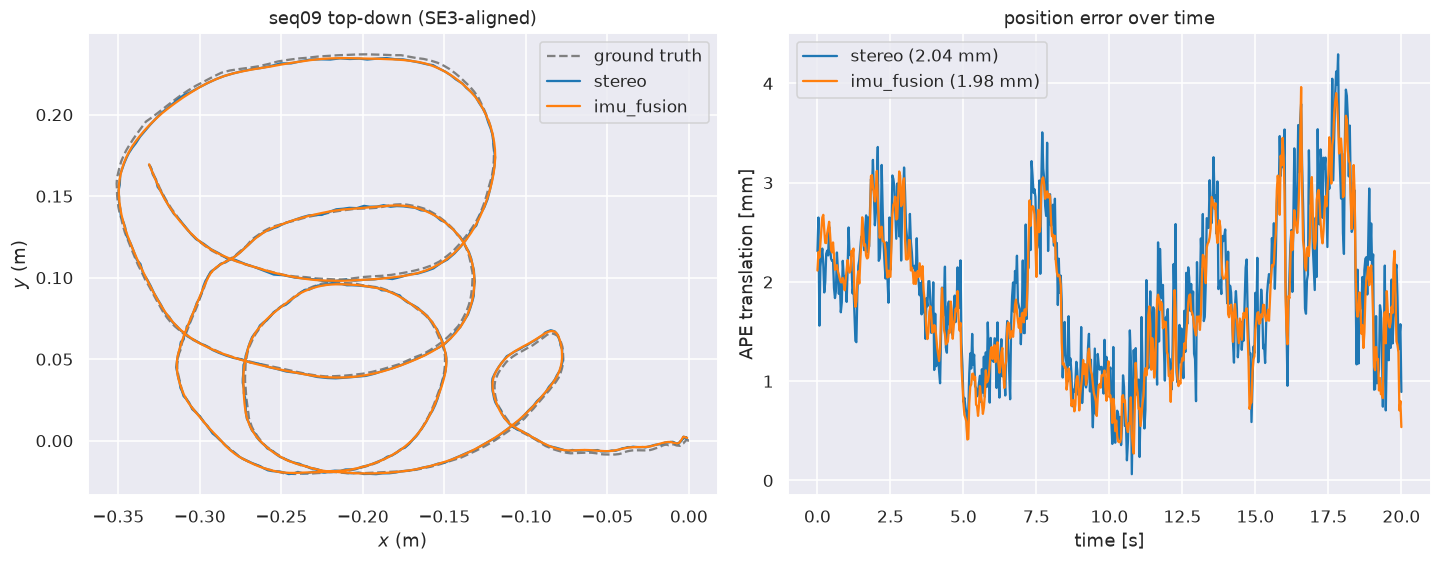 seq09 top-down (SE3-aligned)
ground truth
stereo
imu_fusion
0.20
0.15
0.10
0.05
0.00
y (m)
−0.35 −0.30 −0.25 −0.20 −0.15 −0.10 −0.05 0.00
x (m)
position error over time
stereo (2.04 mm)
imu_fusion (1.98 mm)
4
3
2
1
0
APE translation [mm]
0.0 2.5 5.0 7.5 10.0 12.5 15.0 17.5 20.0
time [s]